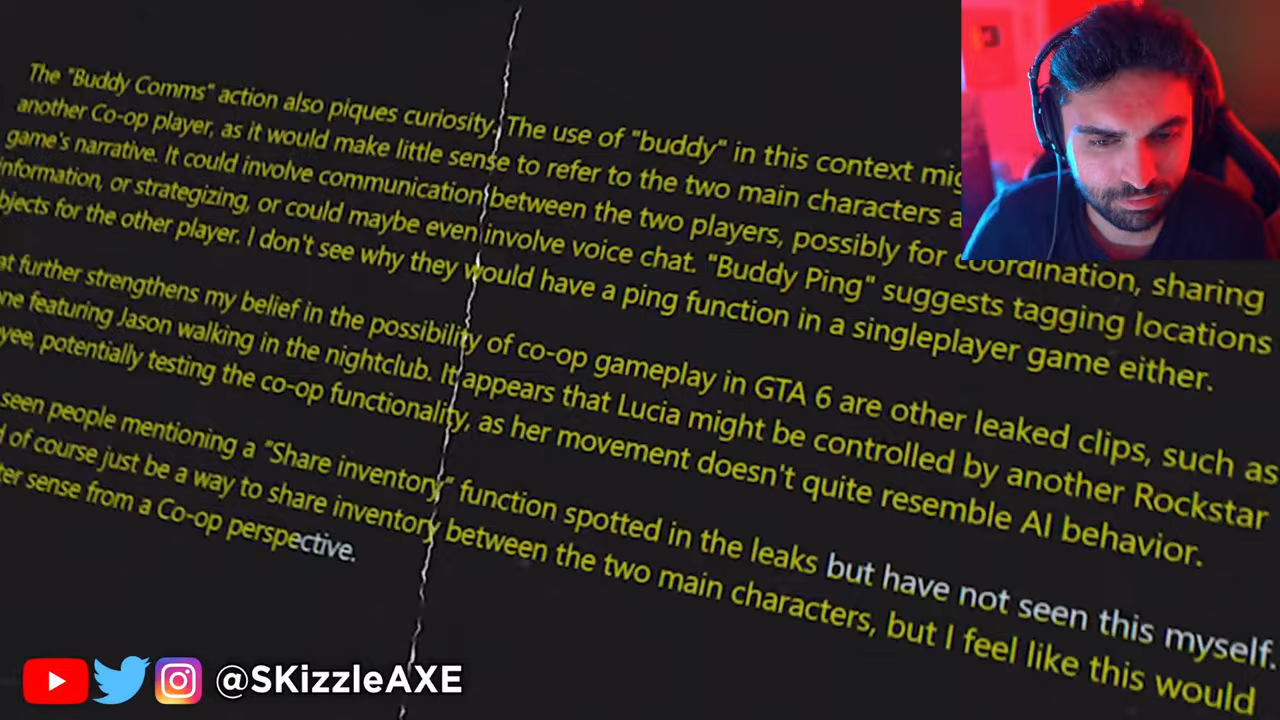 The "Buddy Comms" action also piques curiosity. The use of "buddy" in this context
another Co-op player, as it would make little sense to refer to the two main characters
game's narrative. It could involve communication between the two players, possibly for coordination, sharing
information, or strategizing, or could maybe even involve voice chat. "Buddy Ping" suggests tagging locations
for the other player. I don't see why they would have a ping function in a singleplayer game either.
further strengthens my belief in the possibility of co-op gameplay in GTA 6 are other leaked clips, such as
featuring Jason walking in the nightclub. It appears that Lucia might be controlled by another Rockstar
potentially testing the co-op functionality, as her movement doesn't quite resemble AI behavior.
seen people mentioning a "Share inventory" function spotted in the leaks but have not seen this myself.
of course just be a way to share inventory between the two main characters, but I feel like this would
sense from a Co-op perspective.
@SKizzleAXE